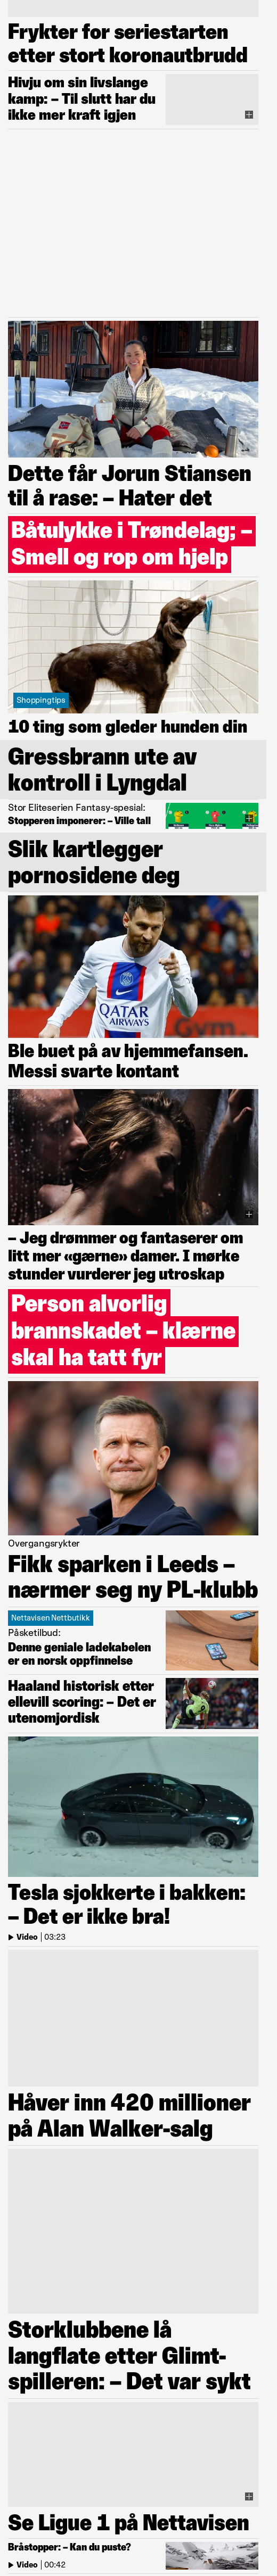 Frykter for seriestarten
etter stort koronautbrudd
Hivju om sin livslange
kamp: – Til slutt har du
ikke mer kraft igjen
Dette får Jorun Stiansen
til å rase: – Hater det
Båtulykke i Trøndelag; –
Smell og rop om hjelp
Shoppingtips
10 ting som gleder hunden din
Gressbrann ute av
kontroll i Lyngdal
Stor Eliteserien Fantasy-spesial:
Stopperen imponerer: – Ville tall
Slik kartlegger
pornosidene deg
QATAR
AIRWAYS
Ble buet på av hjemmefansen.
Messi svarte kontant
– Jeg drømmer og fantaserer om
litt mer «gærne» damer. I mørke
stunder vurderer jeg utroskap
Person alvorlig
brannskadet – klærne
skal ha tatt fyr
Overgangsrykter
Fikk sparken i Leeds –
nærmer seg ny PL-klubb
Nettavisen Nettbutikk
Påsketilbud:
Denne geniale ladekabelen
er en norsk oppfinnelse
Haaland historisk etter
ellevill scoring: – Det er
utenomjordisk
Tesla sjokkerte i bakken:
– Det er ikke bra!
Video | 03:23
Håver inn 420 millioner
på Alan Walker-salg
Storklubbene lå
langflate etter Glimt-
spilleren: – Det var sykt
Se Ligue 1 på Nettavisen
Bråstopper: – Kan du puste?
Video | 00:42